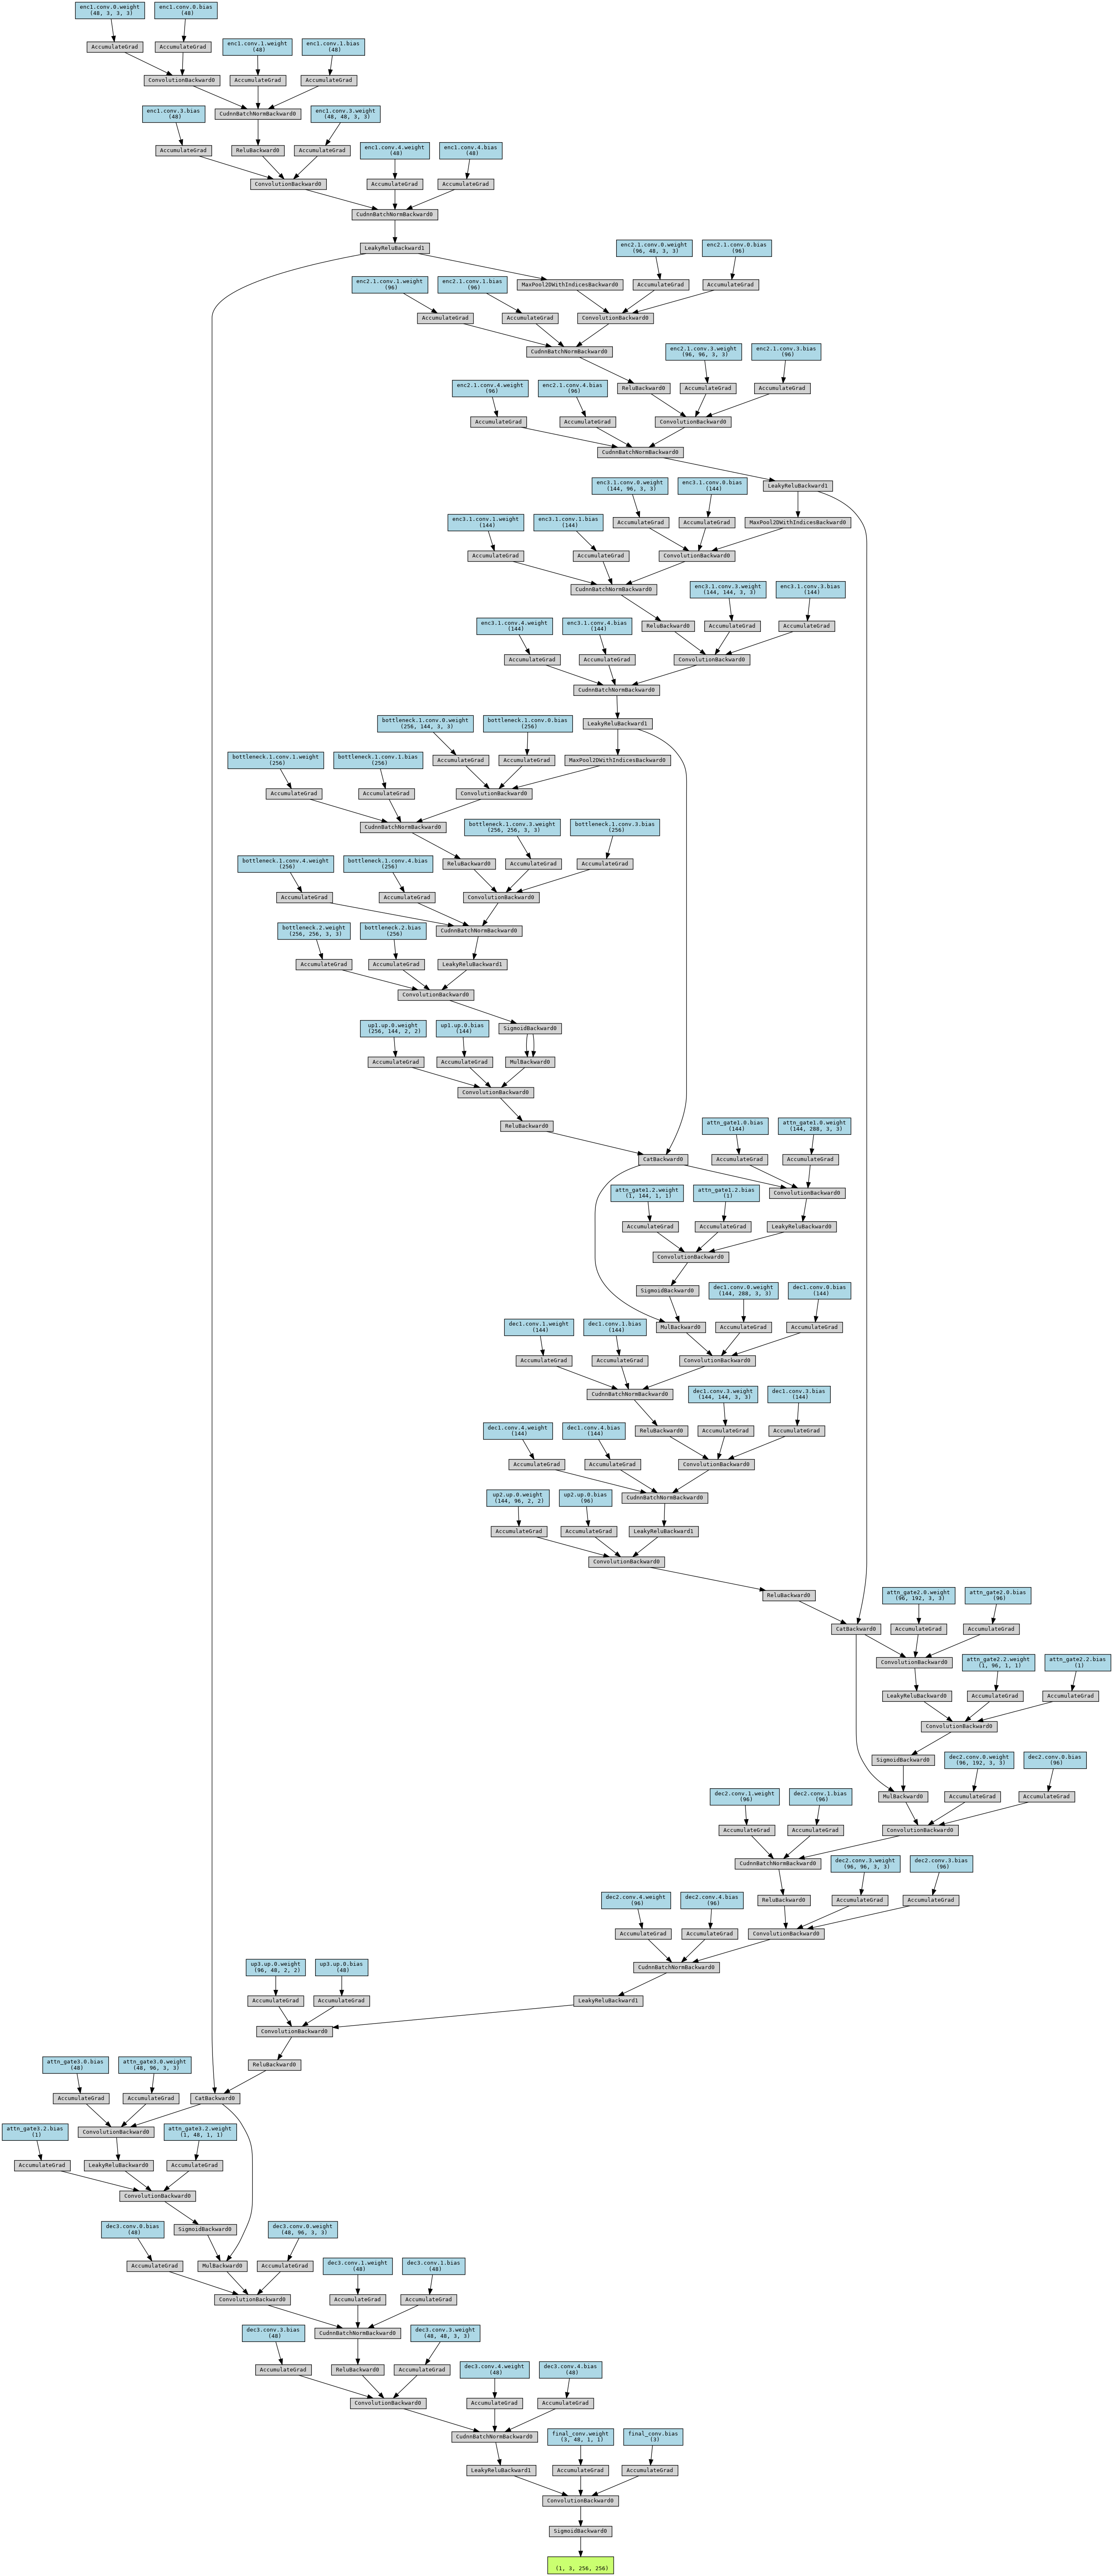 enc1.conv.0.weight
(48, 3, 3, 3)
enc1.conv.0.bias
(48)
AccumulateGrad
AccumulateGrad
enc1.conv.1.weight
(48)
enc1.conv.1.bias
(48)
ConvolutionBackward0
AccumulateGrad
AccumulateGrad
enc1.conv.3.bias
(48)
CudnnBatchNormBackward0
enc1.conv.3.weight
(48, 48, 3, 3)
AccumulateGrad
ReluBackward0
AccumulateGrad
enc1.conv.4.weight
(48)
enc1.conv.4.bias
(48)
ConvolutionBackward0
AccumulateGrad
AccumulateGrad
CudnnBatchNormBackward0
LeakyReluBackward1
enc2.1.conv.0.weight
(96, 48, 3, 3)
enc2.1.conv.0.bias
(96)
enc2.1.conv.1.weight
(96)
enc2.1.conv.1.bias
(96)
MaxPool2DWithIndicesBackward0
AccumulateGrad
AccumulateGrad
AccumulateGrad
AccumulateGrad
ConvolutionBackward0
CudnnBatchNormBackward0
enc2.1.conv.3.weight
(96, 96, 3, 3)
enc2.1.conv.3.bias
(96)
enc2.1.conv.4.weight
(96)
enc2.1.conv.4.bias
(96)
ReluBackward0
AccumulateGrad
AccumulateGrad
AccumulateGrad
AccumulateGrad
ConvolutionBackward0
CudnnBatchNormBackward0
enc3.1.conv.0.weight
(144, 96, 3, 3)
enc3.1.conv.0.bias
(144)
LeakyReluBackward1
enc3.1.conv.1.weight
(144)
enc3.1.conv.1.bias
(144)
AccumulateGrad
AccumulateGrad
MaxPool2DWithIndicesBackward0
AccumulateGrad
AccumulateGrad
ConvolutionBackward0
CudnnBatchNormBackward0
enc3.1.conv.3.weight
(144, 144, 3, 3)
enc3.1.conv.3.bias
(144)
enc3.1.conv.4.weight
(144)
enc3.1.conv.4.bias
(144)
ReluBackward0
AccumulateGrad
AccumulateGrad
AccumulateGrad
AccumulateGrad
ConvolutionBackward0
CudnnBatchNormBackward0
bottleneck.1.conv.0.weight
(256, 144, 3, 3)
bottleneck.1.conv.0.bias
(256)
LeakyReluBackward1
bottleneck.1.conv.1.weight
(256)
bottleneck.1.conv.1.bias
(256)
AccumulateGrad
AccumulateGrad
MaxPool2DWithIndicesBackward0
AccumulateGrad
AccumulateGrad
ConvolutionBackward0
CudnnBatchNormBackward0
bottleneck.1.conv.3.weight
(256, 256, 3, 3)
bottleneck.1.conv.3.bias
(256)
bottleneck.1.conv.4.weight
(256)
bottleneck.1.conv.4.bias
(256)
ReluBackward0
AccumulateGrad
AccumulateGrad
AccumulateGrad
AccumulateGrad
ConvolutionBackward0
bottleneck.2.weight
(256, 256, 3, 3)
bottleneck.2.bias
(256)
CudnnBatchNormBackward0
AccumulateGrad
AccumulateGrad
LeakyReluBackward1
ConvolutionBackward0
up1.up.0.weight
(256, 144, 2, 2)
up1.up.0.bias
(144)
SigmoidBackward0
AccumulateGrad
AccumulateGrad
MulBackward0
ConvolutionBackward0
ReluBackward0
attn_gate1.0.bias
(144)
attn_gate1.0.weight
(144, 288, 3, 3)
CatBackward0
AccumulateGrad
AccumulateGrad
attn_gate1.2.weight
(1, 144, 1, 1)
attn_gate1.2.bias
(1)
ConvolutionBackward0
AccumulateGrad
AccumulateGrad
LeakyReluBackward0
ConvolutionBackward0
SigmoidBackward0
dec1.conv.0.weight
(144, 288, 3, 3)
dec1.conv.0.bias
(144)
dec1.conv.1.weight
(144)
dec1.conv.1.bias
(144)
MulBackward0
AccumulateGrad
AccumulateGrad
AccumulateGrad
AccumulateGrad
ConvolutionBackward0
CudnnBatchNormBackward0
dec1.conv.3.weight
(144, 144, 3, 3)
dec1.conv.3.bias
(144)
dec1.conv.4.weight
(144)
dec1.conv.4.bias
(144)
ReluBackward0
AccumulateGrad
AccumulateGrad
AccumulateGrad
AccumulateGrad
ConvolutionBackward0
up2.up.0.weight
(144, 96, 2, 2)
up2.up.0.bias
(96)
CudnnBatchNormBackward0
AccumulateGrad
AccumulateGrad
LeakyReluBackward1
ConvolutionBackward0
ReluBackward0
attn_gate2.0.weight
(96, 192, 3, 3)
attn_gate2.0.bias
(96)
CatBackward0
AccumulateGrad
AccumulateGrad
ConvolutionBackward0
attn_gate2.2.weight
(1, 96, 1, 1)
attn_gate2.2.bias
(1)
LeakyReluBackward0
AccumulateGrad
AccumulateGrad
ConvolutionBackward0
SigmoidBackward0
dec2.conv.0.weight
(96, 192, 3, 3)
dec2.conv.0.bias
(96)
dec2.conv.1.weight
(96)
dec2.conv.1.bias
(96)
MulBackward0
AccumulateGrad
AccumulateGrad
AccumulateGrad
AccumulateGrad
ConvolutionBackward0
CudnnBatchNormBackward0
dec2.conv.3.weight
(96, 96, 3, 3)
dec2.conv.3.bias
(96)
dec2.conv.4.weight
(96)
dec2.conv.4.bias
(96)
ReluBackward0
AccumulateGrad
AccumulateGrad
AccumulateGrad
AccumulateGrad
ConvolutionBackward0
up3.up.0.weight
(96, 48, 2, 2)
up3.up.0.bias
(48)
CudnnBatchNormBackward0
AccumulateGrad
AccumulateGrad
LeakyReluBackward1
ConvolutionBackward0
attn_gate3.0.bias
(48)
attn_gate3.0.weight
(48, 96, 3, 3)
ReluBackward0
AccumulateGrad
AccumulateGrad
CatBackward0
attn_gate3.2.bias
(1)
ConvolutionBackward0
attn_gate3.2.weight
(1, 48, 1, 1)
AccumulateGrad
LeakyReluBackward0
AccumulateGrad
ConvolutionBackward0
dec3.conv.0.bias
(48)
SigmoidBackward0
dec3.conv.0.weight
(48, 96, 3, 3)
AccumulateGrad
MulBackward0
AccumulateGrad
dec3.conv.1.weight
(48)
dec3.conv.1.bias
(48)
ConvolutionBackward0
AccumulateGrad
AccumulateGrad
dec3.conv.3.bias
(48)
CudnnBatchNormBackward0
dec3.conv.3.weight
(48, 48, 3, 3)
AccumulateGrad
ReluBackward0
AccumulateGrad
dec3.conv.4.weight
(48)
dec3.conv.4.bias
(48)
ConvolutionBackward0
AccumulateGrad
AccumulateGrad
CudnnBatchNormBackward0
final_conv.weight
(3, 48, 1, 1)
final_conv.bias
(3)
LeakyReluBackward1
AccumulateGrad
AccumulateGrad
ConvolutionBackward0
SigmoidBackward0
(1, 3, 256, 256)